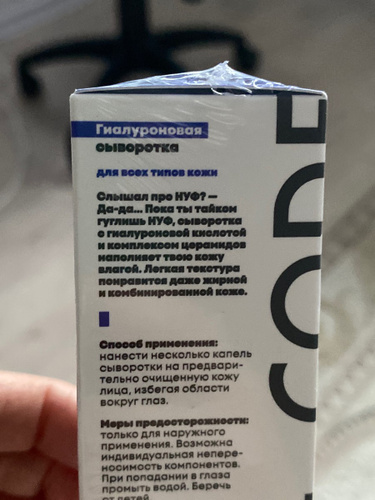 Гиалуроновая
сыворотка
для всех типов кожи
Слышал про НУФ? —
Да-да... Пока ты тайком
гуглишь НУФ, сыворотка
с гиалуроновой кислотой
и комплексом церамидов
наполняет твою кожу
влагой. Легкая текстура
понравится даже жирной
и комбинированной коже.
Способ применения:
нанести несколько капель
сыворотки на предвари-
тельно очищенную кожу
лица, избегая области
вокруг глаз.
Меры предосторожности:
только для наружного
применения. Возможна
индивидуальная непере-
носимость компонентов.
При попадании в глаза
промыть водой. Беречь
от детей
CODE